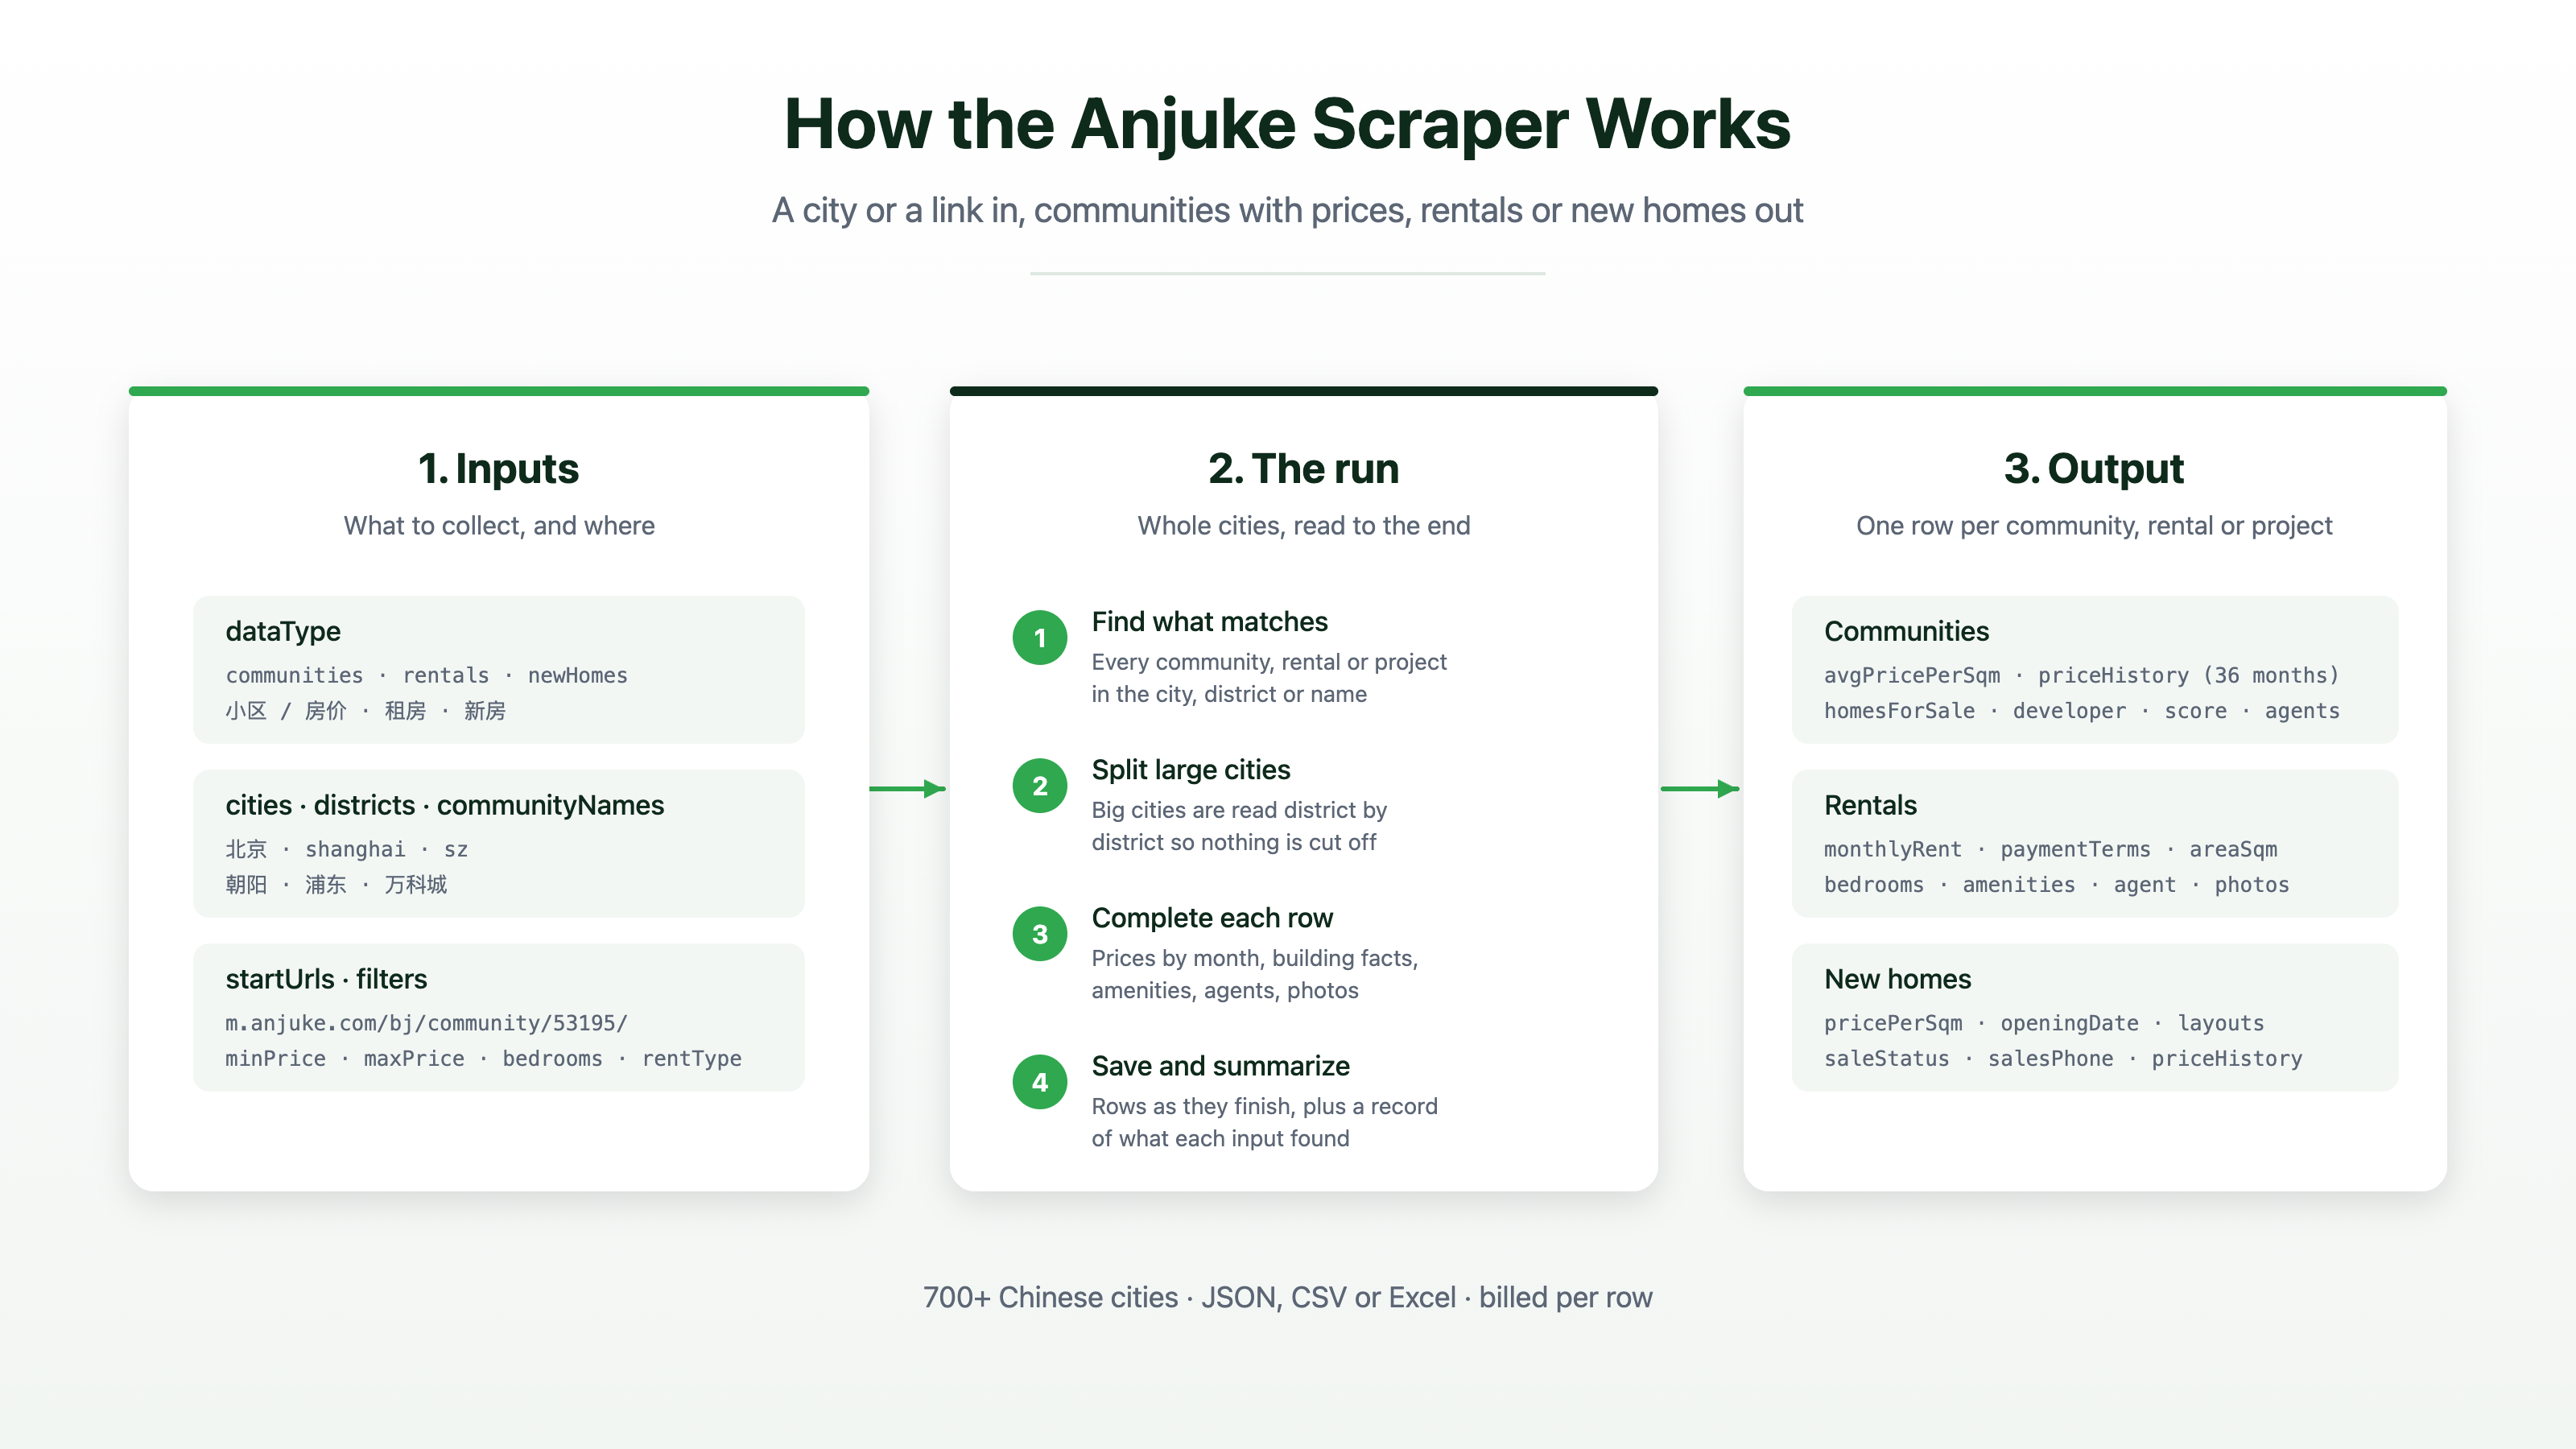 How the Anjuke Scraper Works
A city or a link in, communities with prices, rentals or new homes out
1. Inputs
What to collect, and where
dataType
communities · rentals · newHomes
小区 / 房价 · 租房 · 新房
cities · districts · communityNames
北京 · shanghai · sz
朝阳 · 浦东 · 万科城
startUrls · filters
m.anjuke.com/bj/community/53195/
minPrice · maxPrice · bedrooms · rentType
2. The run
Whole cities, read to the end
1
Find what matches
Every community, rental or project
in the city, district or name
2
Split large cities
Big cities are read district by
district so nothing is cut off
3
Complete each row
Prices by month, building facts,
amenities, agents, photos
4
Save and summarize
Rows as they finish, plus a record
of what each input found
3. Output
One row per community, rental or project
Communities
avgPricePerSqm · priceHistory (36 months)
homesForSale · developer · score · agents
Rentals
monthlyRent · paymentTerms · areaSqm
bedrooms · amenities · agent · photos
New homes
pricePerSqm · openingDate · layouts
saleStatus · salesPhone · priceHistory
700+ Chinese cities · JSON, CSV or Excel · billed per row